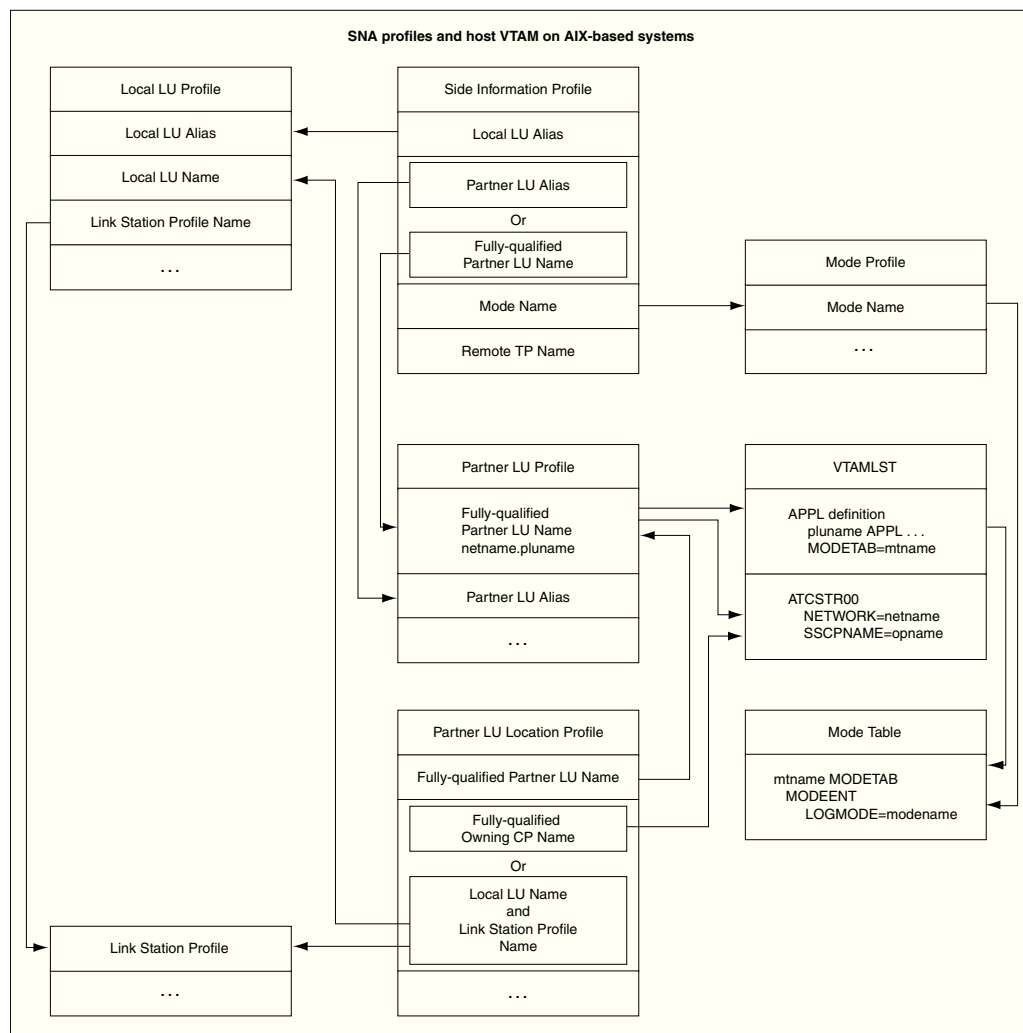 SNA profiles and host VTAM on AIX-based systems
Local LU Profile
Local LU Alias
Local LU Name
Link Station Profile Name
. . .
Side Information Profile
Local LU Alias
Partner LU Alias
Or
Fully-qualified
Partner LU Name
Mode Name
Remote TP Name
Mode Profile
Mode Name
. . .
Partner LU Profile
Fully-qualified
Partner LU Name
netname.pluname
Partner LU Alias
. . .
VTAMLST
APPL definition
pluname APPL . . .
MODETAB=mtname
ATCSTR00
NETWORK=netname
SSCPNAME=opname
Partner LU Location Profile
Fully-qualified Partner LU Name
Fully-qualified
Owning CP Name
Or
Local LU Name
and
Link Station Profile
Name
. . .
Mode Table
mtname MODETAB
MODEENT
LOGMODE=modename
Link Station Profile
. . .